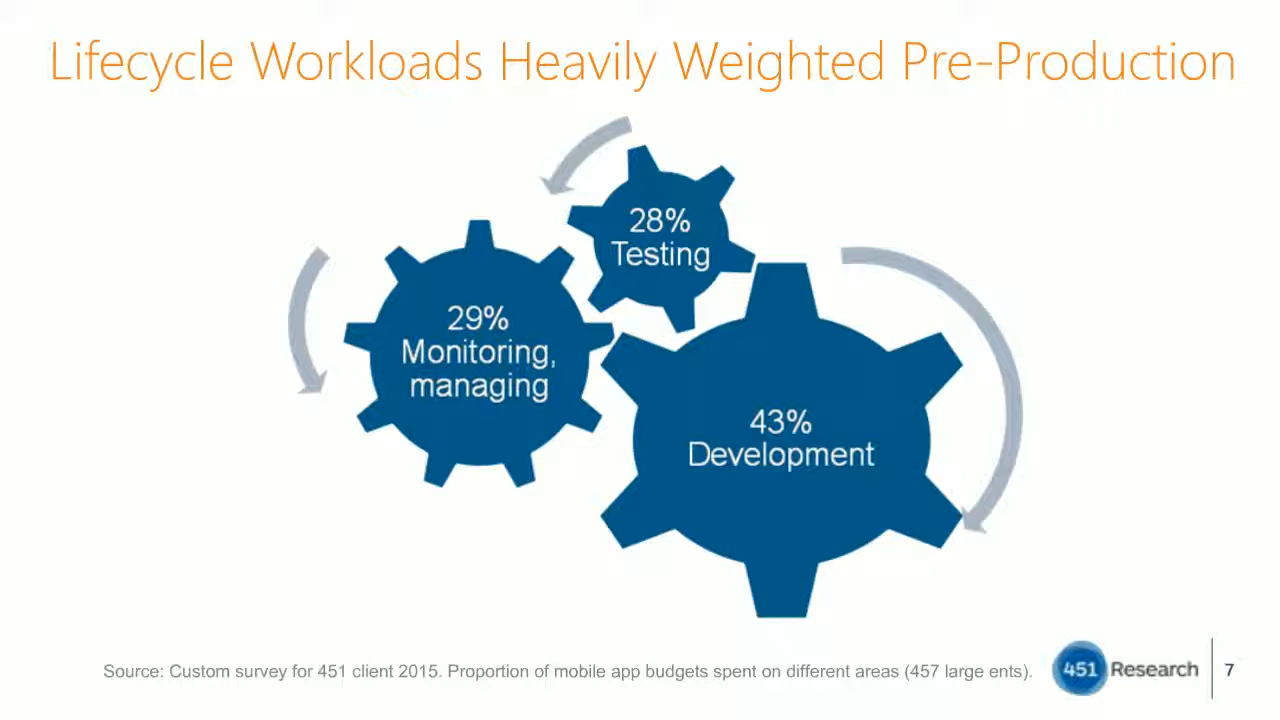 Lifecycle Workloads Heavily Weighted Pre-Production
28%
Testing
29%
Monitoring,
managing
43%
Development
Source: Custom survey for 451 client 2015. Proportion of mobile app budgets spent on different areas (457 large ents).
451 Research
7